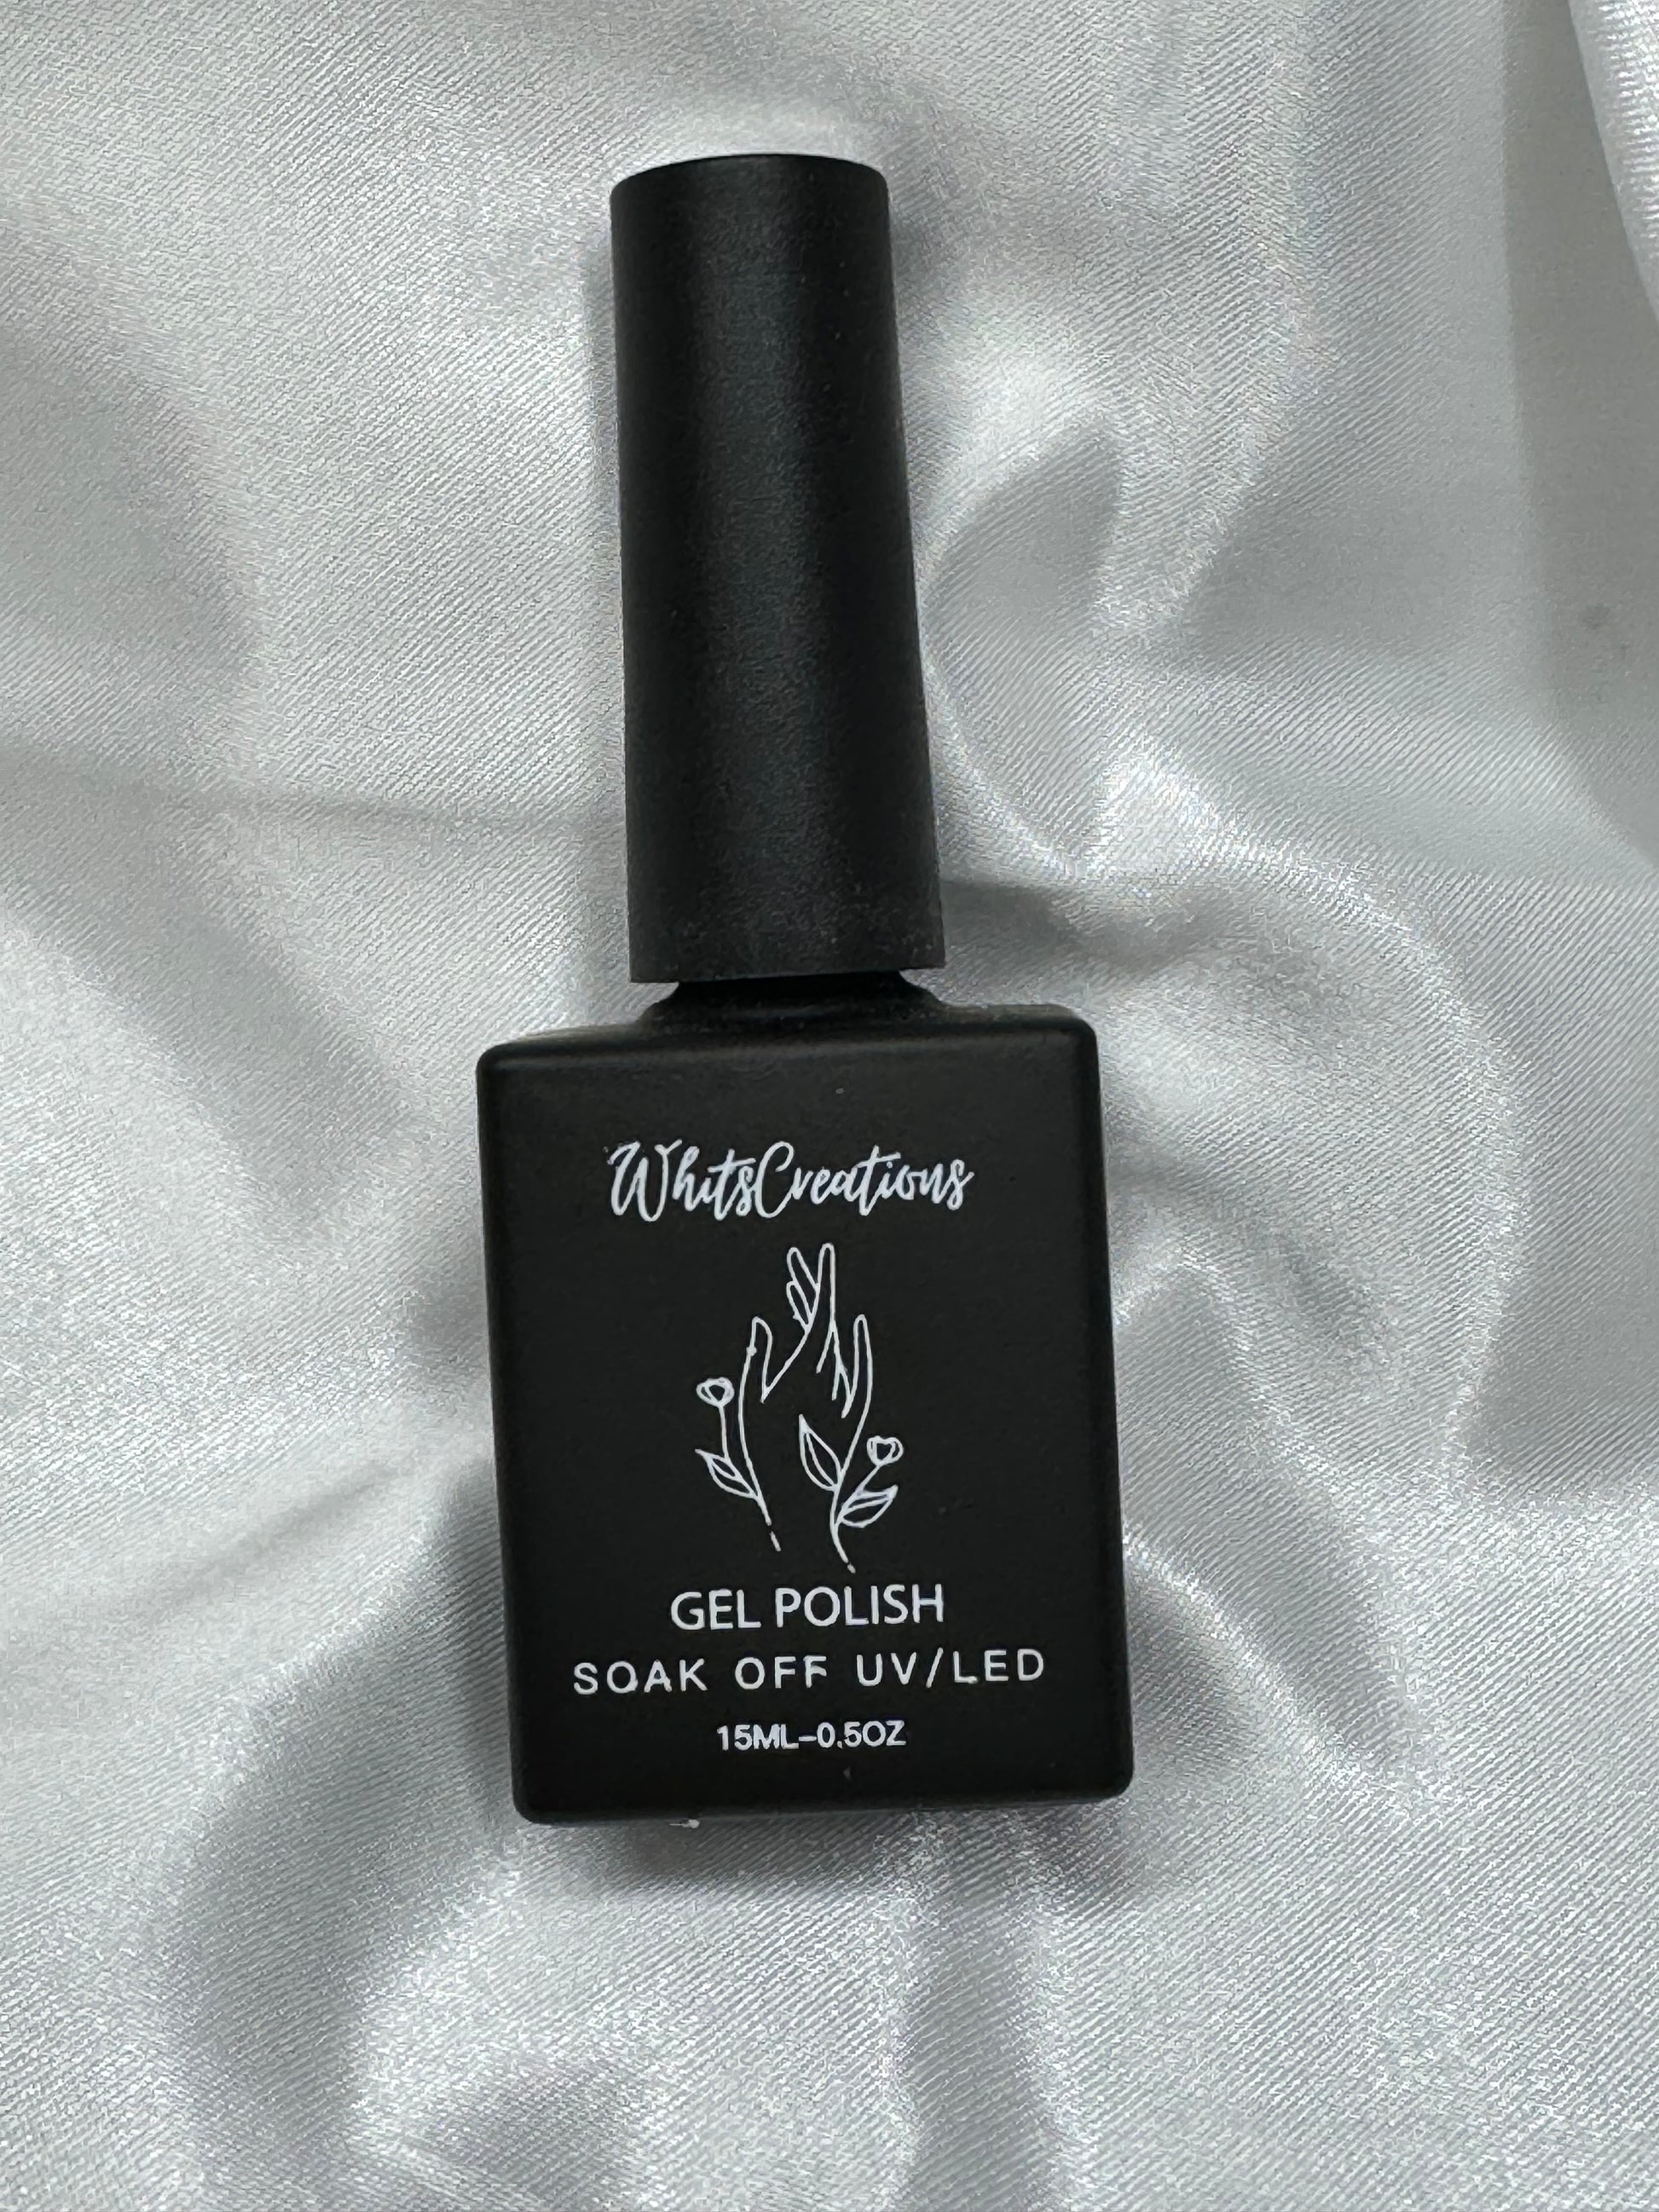 WhitsCreations
GEL POLISH
SOAK OFF UV/LED
15ML-0.5OZ